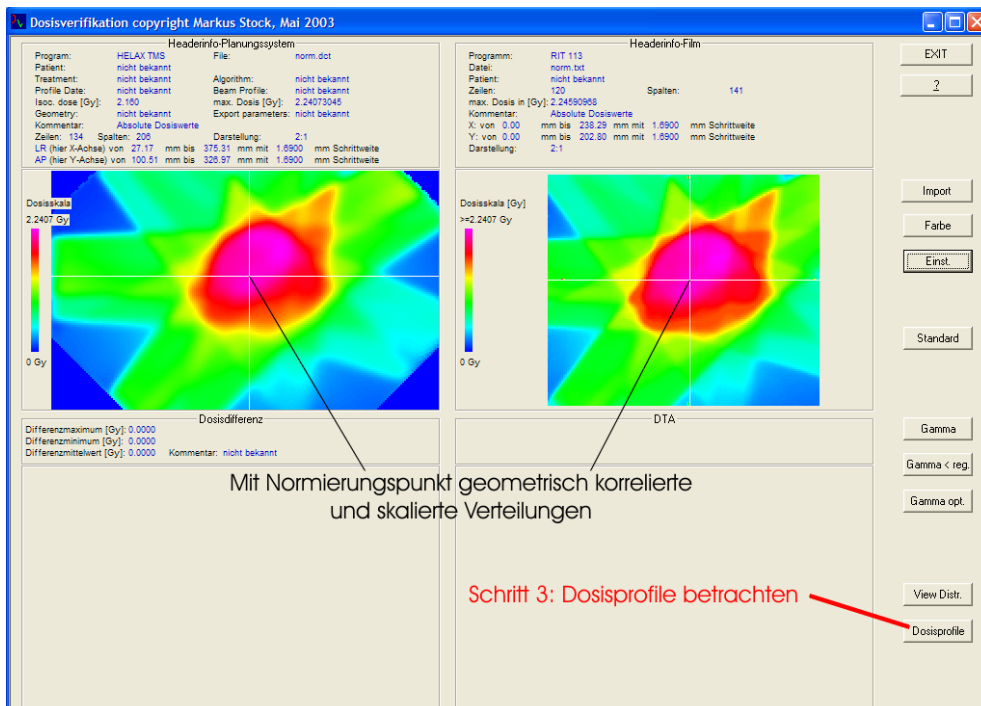 Dosisverifikation copyright Markus Stock, Mai 2003
Headerinfo-Planungssystem
Program: HELAX TMS File: norm.dot
Patient: nicht bekannt
Treatment: nicht bekannt Algorithm: nicht bekannt
Profile Date: nicht bekannt Beam Profile: nicht bekannt
Isoc. dose [Gy]: 2.160 max. Dosis [Gy]: 2.24073045
Geometry: nicht bekannt Export parameters: nicht bekannt
Kommentar: Absolute Dosiswerte
Zeilen: 134 Spalten: 206 Darstellung: 2:1
LR (hier X-Achse) von 27.17 mm bis 375.31 mm mit 1.6900 mm Schrittweite
AP (hier Y-Achse) von 100.51 mm bis 326.97 mm mit 1.6900 mm Schrittweite
Headerinfo-Film
Programm: RIT 113
Datei: norm.txt
Patient: nicht bekannt
Zeilen: 120 Spalten: 141
max. Dosis in [Gy]: 2.24590968
Kommentar: Absolute Dosiswerte
X: von 0.00 mm bis 238.29 mm mit 1.6900 mm Schrittweite
Y: von 0.00 mm bis 202.80 mm mit 1.6900 mm Schrittweite
Darstellung: 2:1
EXIT
?
Dosisskala
2.2407 Gy
0 Gy
Dosisskala [Gy]
>=2.2407 Gy
0 Gy
Import
Farbe
Einst.
Standard
Dosisdifferenz
Differenzmaximum [Gy]: 0.0000
Differenzminimum [Gy]: 0.0000
Differenzmittelwert [Gy]: 0.0000 Kommentar: nicht bekannt
DTA
Gamma
Gamma < reg.
Gamma opt.
Mit Normierungspunkt geometrisch korrelierte
und skalierte Verteilungen
Schritt 3: Dosisprofile betrachten
View Distr.
Dosisprofile